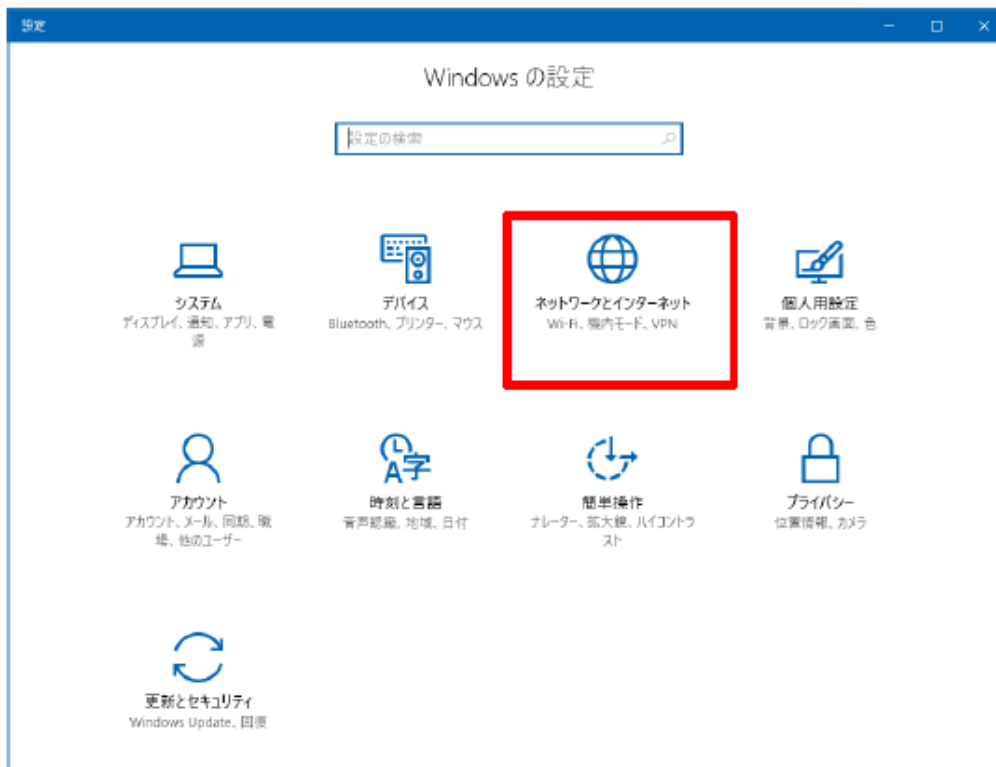 設定
Windows の設定
設定の検索
システム
ディスプレイ、通知、アプリ、電
源
デバイス
Bluetooth、プリンター、マウス
ネットワークとインターネット
Wi-Fi、機内モード、VPN
個人用設定
背景、ロック画面、色
アカウント
アカウント、メール、同期、職
場、他のユーザー
時刻と言語
音声認識、地域、日付
簡単操作
ナレーター、拡大鏡、ハイコントラ
スト
プライバシー
位置情報、カメラ
更新とセキュリティ
Windows Update、回復